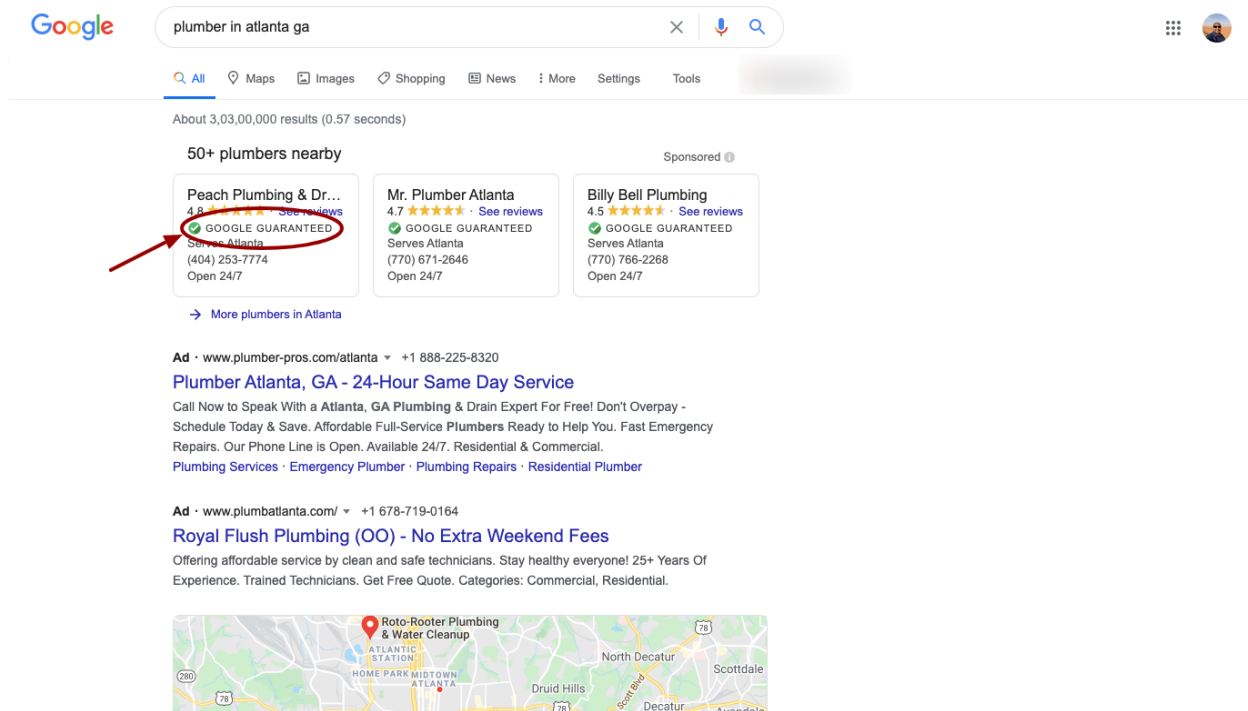 Google
plumber in atlanta ga
All Maps Images Shopping News More Settings Tools
About 3,03,00,000 results (0.57 seconds)
50+ plumbers nearby
Sponsored
Peach Plumbing & Dr...
4.8 · See reviews
GOOGLE GUARANTEED
Serves Atlanta
(404) 253-7774
Open 24/7
Mr. Plumber Atlanta
4.7 · See reviews
GOOGLE GUARANTEED
Serves Atlanta
(770) 671-2646
Open 24/7
Billy Bell Plumbing
4.5 · See reviews
GOOGLE GUARANTEED
Serves Atlanta
(770) 766-2268
Open 24/7
More plumbers in Atlanta
Ad · www.plumber-pros.com/atlanta +1 888-225-8320
Plumber Atlanta, GA - 24-Hour Same Day Service
Call Now to Speak With a Atlanta, GA Plumbing & Drain Expert For Free! Don't Overpay -
Schedule Today & Save. Affordable Full-Service Plumbers Ready to Help You. Fast Emergency
Repairs. Our Phone Line is Open. Available 24/7. Residential & Commercial.
Plumbing Services · Emergency Plumber · Plumbing Repairs · Residential Plumber
Ad · www.plumbatlanta.com/ +1 678-719-0164
Royal Flush Plumbing (OO) - No Extra Weekend Fees
Offering affordable service by clean and safe technicians. Stay healthy everyone! 25+ Years Of
Experience. Trained Technicians. Get Free Quote. Categories: Commercial, Residential.
Roto-Rooter Plumbing
& Water Cleanup
78
ATLANTIC
STATION
North Decatur
Scottdale
280
HOME PARK
MIDTOWN
ATLANTA
Druid Hills
Scott Blvd
78
78
Decatur